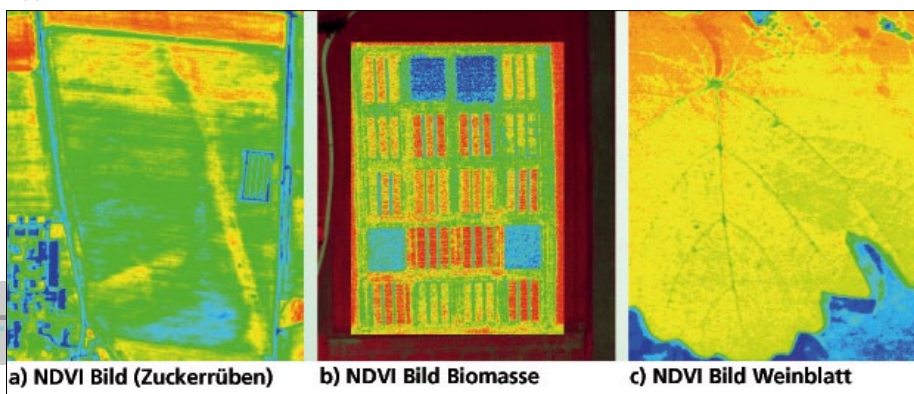 a) NDVI Bild (Zuckerrüben)
b) NDVI Bild Biomasse
c) NDVI Bild Weinblatt